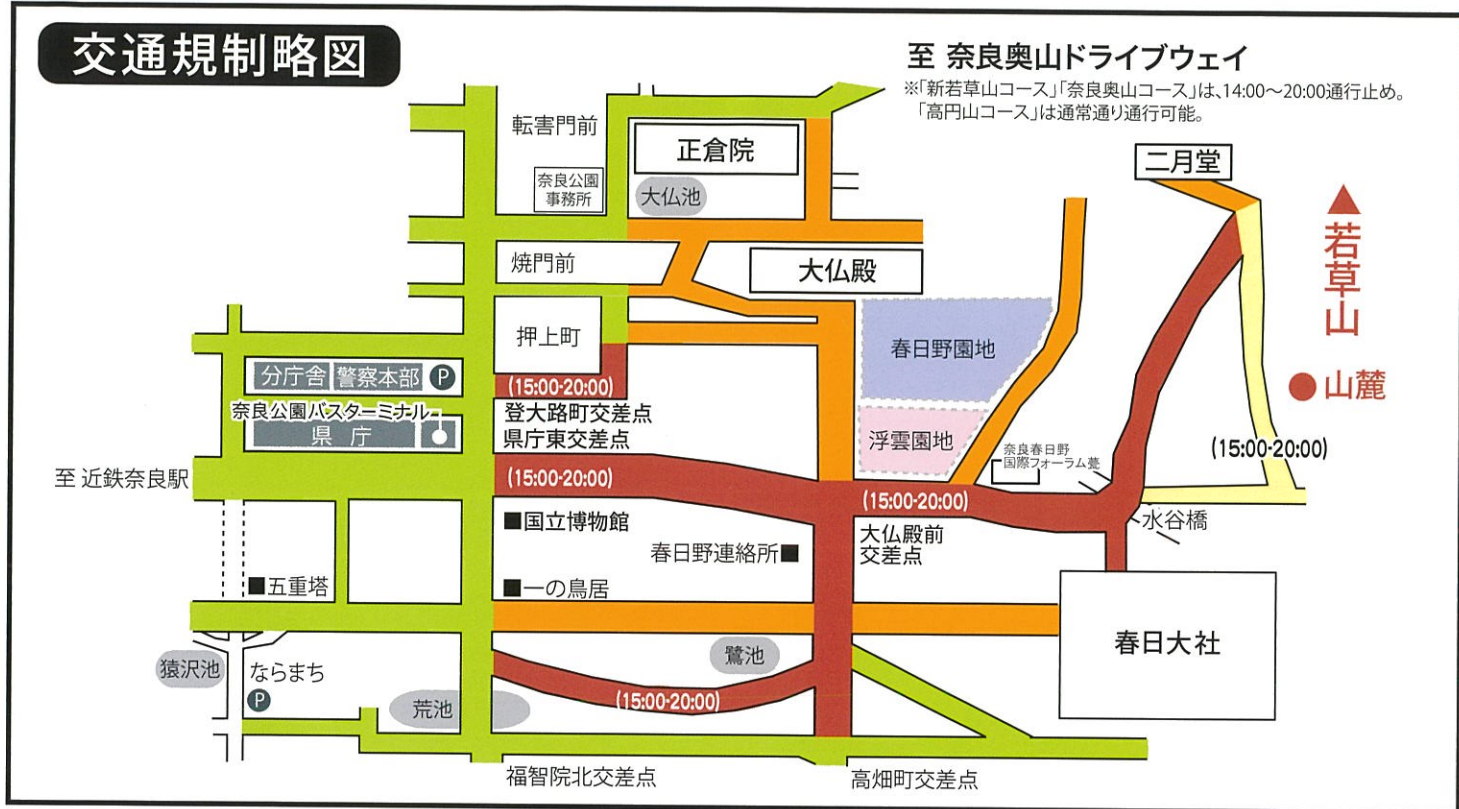 交通規制略図
至 奈良奥山ドライブウェイ
※「新若草山コース」「奈良奥山コース」は、14:00～20:00通行止め。
「高円山コース」は通常通り通行可能。
転害門前
正倉院
二月堂
奈良公園
事務所
大仏池
▲若草山
焼門前
大仏殿
押上町
春日野園地
分庁舎
警察本部
P
(15:00-20:00)
●山麓
奈良公園バスターミナル
県庁
登大路町交差点
県庁東交差点
浮雲園地
奈良春日野
国際フォーラム甍
(15:00-20:00)
至 近鉄奈良駅
(15:00-20:00)
(15:00-20:00)
■国立博物館
大仏殿前
交差点
水谷橋
春日野連絡所■
■五重塔
■一の鳥居
春日大社
猿沢池
ならまち
鷺池
P
荒池
(15:00-20:00)
福智院北交差点
高畑町交差点